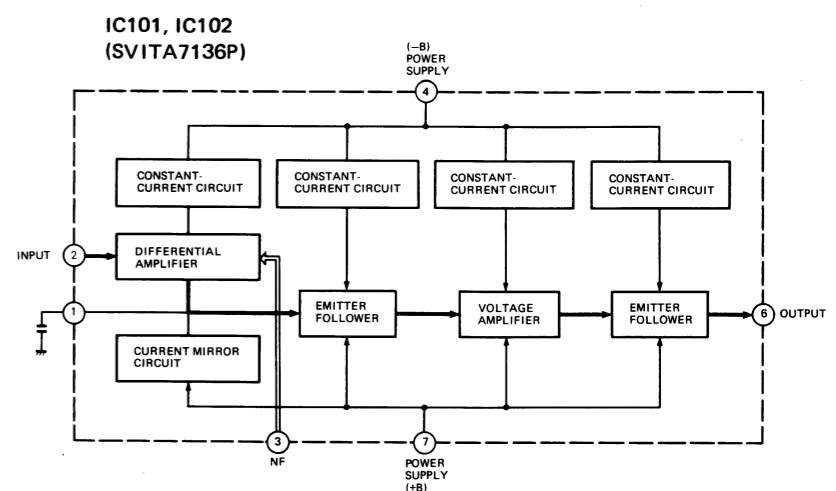 IC101, IC102
(SVITA7136P)
(−B)
POWER
SUPPLY
4
CONSTANT-
CURRENT CIRCUIT
CONSTANT-
CURRENT CIRCUIT
CONSTANT-
CURRENT CIRCUIT
CONSTANT-
CURRENT CIRCUIT
INPUT
2
DIFFERENTIAL
AMPLIFIER
1
EMITTER
FOLLOWER
VOLTAGE
AMPLIFIER
EMITTER
FOLLOWER
6
OUTPUT
CURRENT MIRROR
CIRCUIT
3
NF
7
POWER
SUPPLY
(+B)